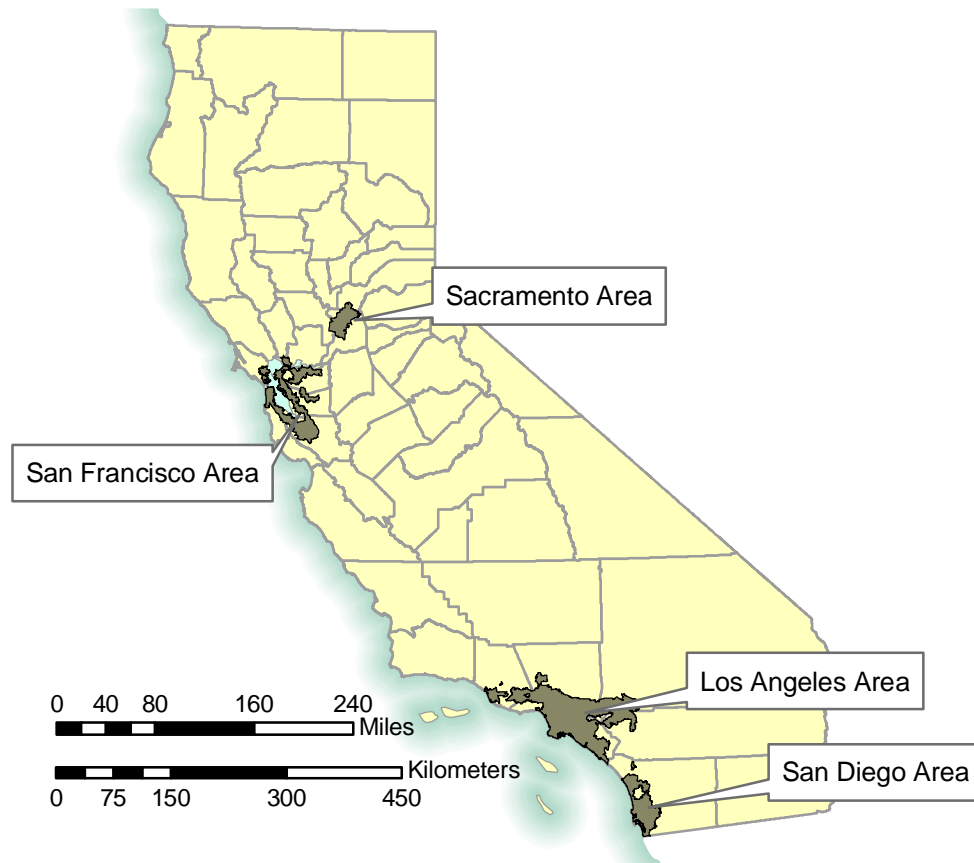 Sacramento Area
San Francisco Area
Los Angeles Area
0 40 80 160 240
Miles
San Diego Area
Kilometers
0 75 150 300 450